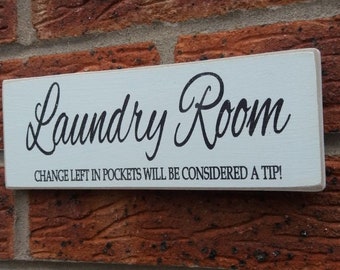 Laundry Room
CHANGE LEFT IN POCKETS WILL BE CONSIDERED A TIP!